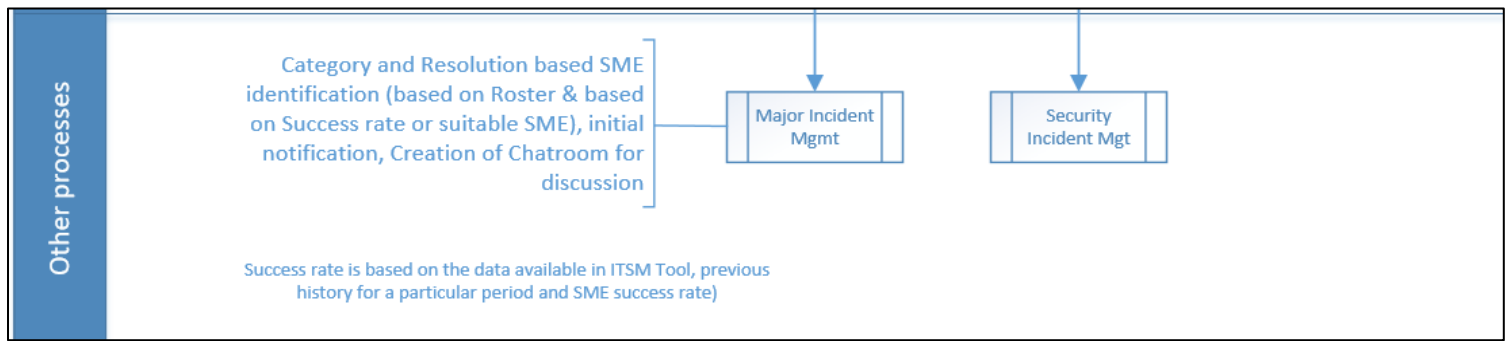 Other processes
Category and Resolution based SME
identification (based on Roster & based
on Success rate or suitable SME), initial
notification, Creation of Chatroom for
discussion
Major Incident
Mgmt
Security
Incident Mgt
Success rate is based on the data available in ITSM Tool, previous
history for a particular period and SME success rate)